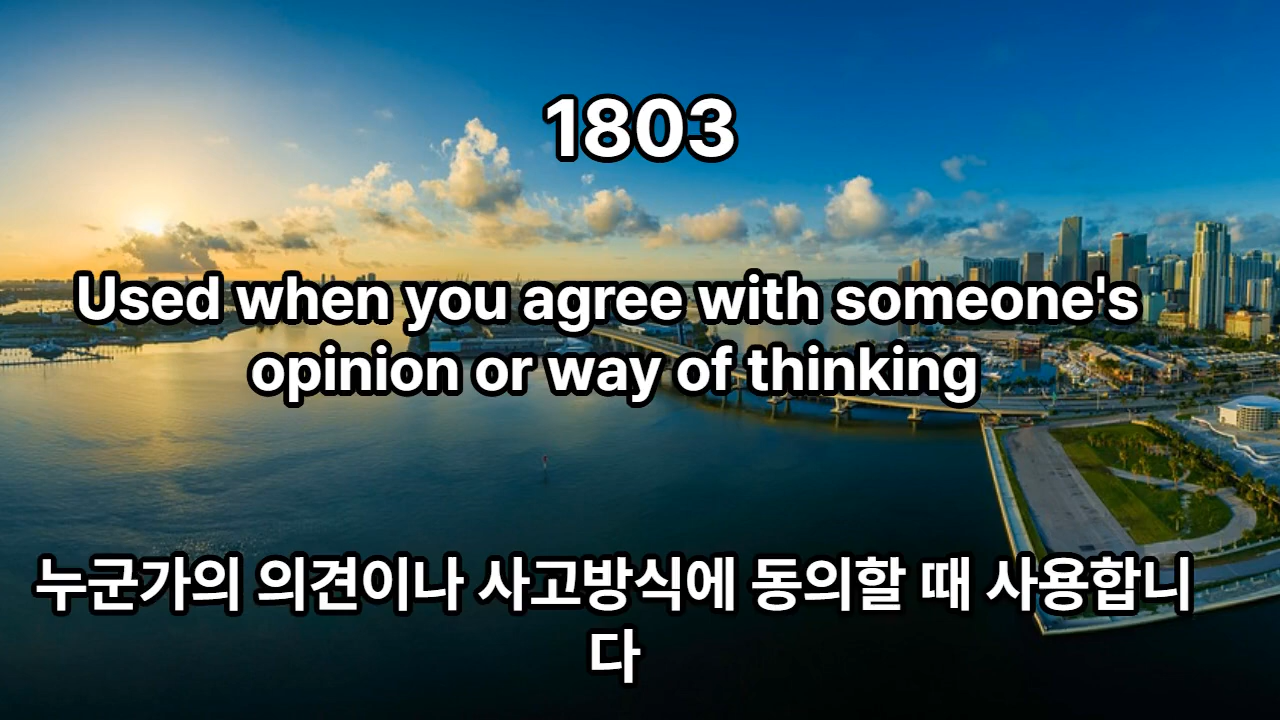 1803
Used when you agree with someone's
opinion or way of thinking
누군가의 의견이나 사고방식에 동의할 때 사용합니
다